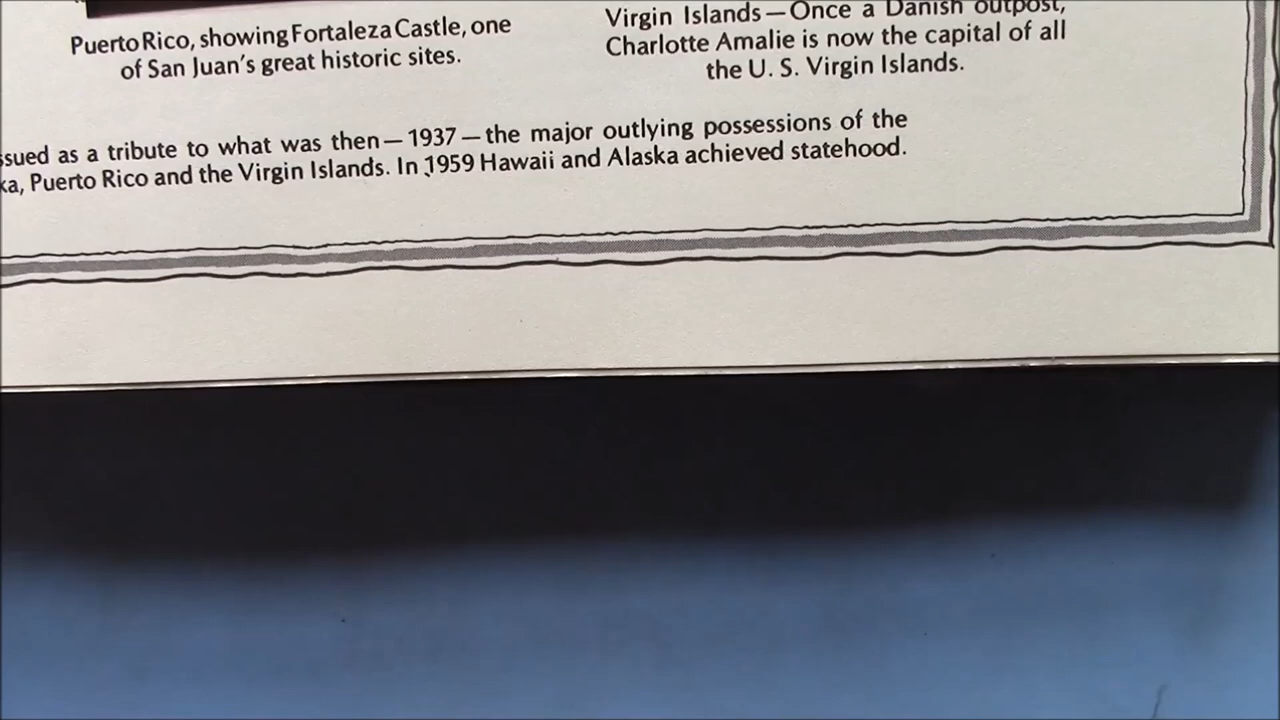 Puerto Rico, showing Fortaleza Castle, one
of San Juan's great historic sites.
Virgin Islands — Once a Danish outpost,
Charlotte Amalie is now the capital of all
the U. S. Virgin Islands.
ssued as a tribute to what was then — 1937 — the major outlying possessions of the
ka, Puerto Rico and the Virgin Islands. In 1959 Hawaii and Alaska achieved statehood.